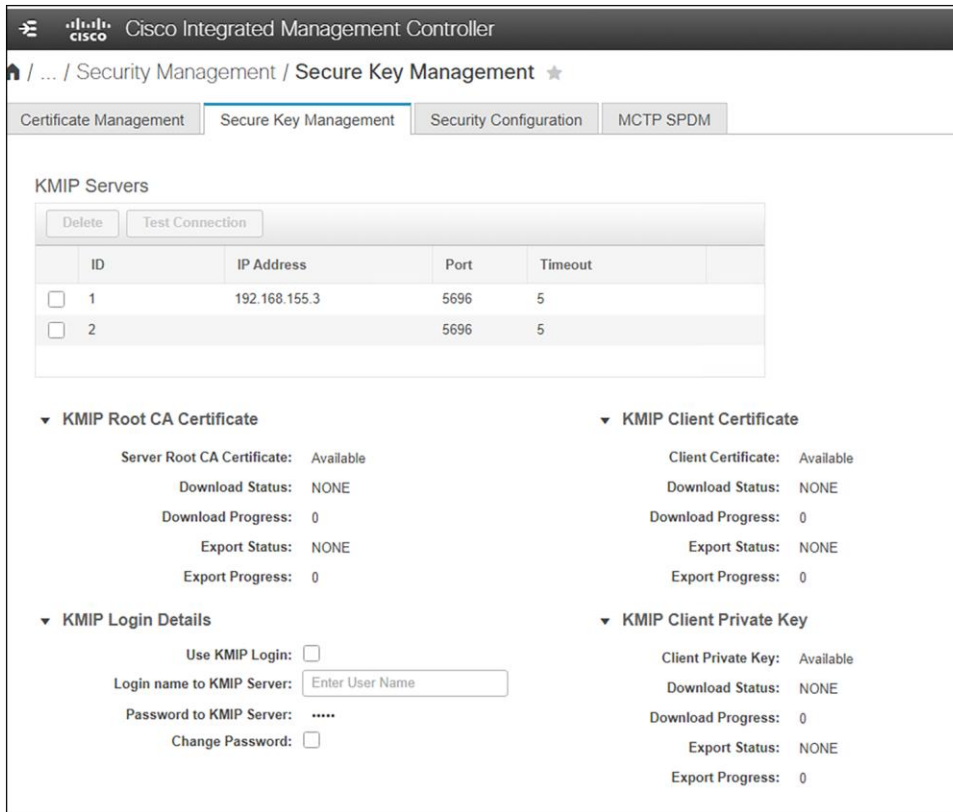 cisco Cisco Integrated Management Controller
/ ... / Security Management / Secure Key Management
Certificate Management Secure Key Management Security Configuration MCTP SPDM
KMIP Servers
Delete Test Connection
ID IP Address Port Timeout
1 192.168.155.3 5696 5
2 5696 5
KMIP Root CA Certificate
Server Root CA Certificate: Available
Download Status: NONE
Download Progress: 0
Export Status: NONE
Export Progress: 0
KMIP Client Certificate
Client Certificate: Available
Download Status: NONE
Download Progress: 0
Export Status: NONE
Export Progress: 0
KMIP Login Details
Use KMIP Login:
Login name to KMIP Server: Enter User Name
Password to KMIP Server: •••••
Change Password:
KMIP Client Private Key
Client Private Key: Available
Download Status: NONE
Download Progress: 0
Export Status: NONE
Export Progress: 0